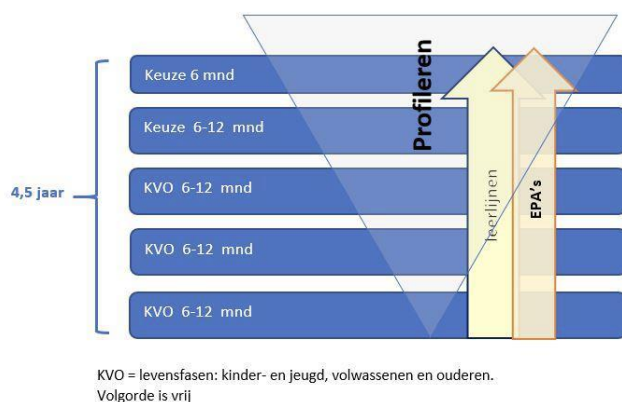 Profileren
Keuze 6 mnd
Keuze 6-12 mnd
4,5 jaar
KVO 6-12 mnd
KVO 6-12 mnd
KVO 6-12 mnd
leerlijnen
EPA's
KVO = levensfasen: kinder- en jeugd, volwassenen en ouderen.
Volgorde is vrij